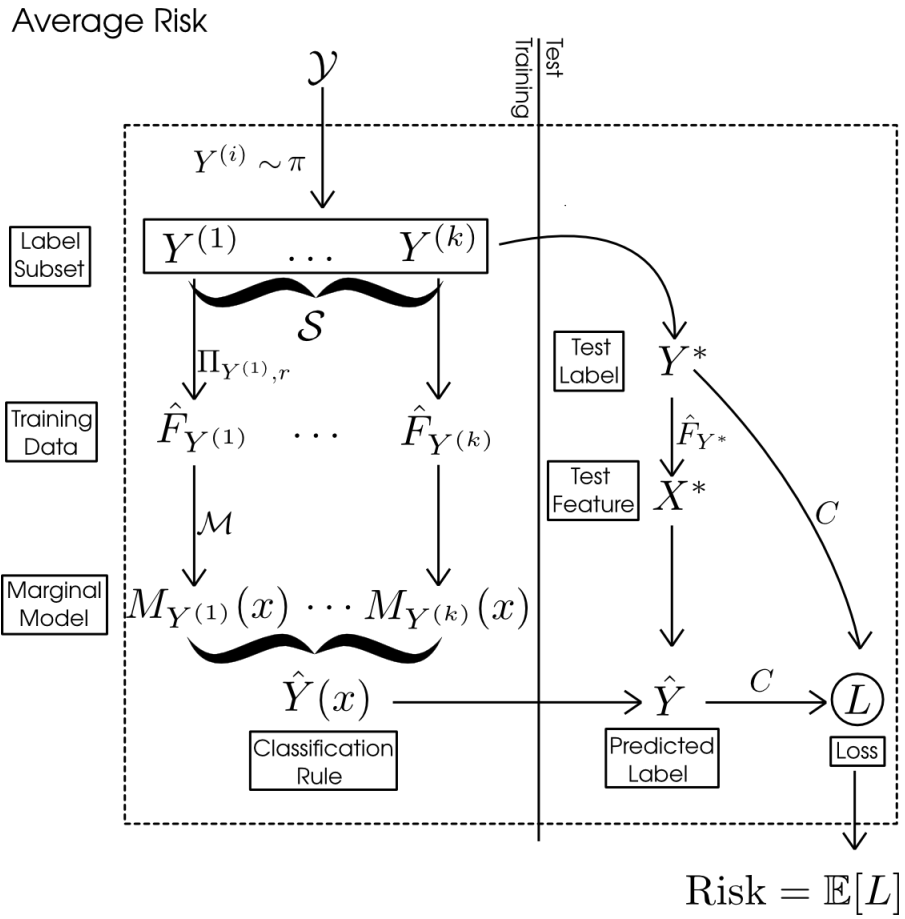 Average Risk
𝒴
Test
Training
Y^{(i)} ∼ π
Label
Subset
Y^{(1)} … Y^{(k)}
𝒮
Π_{Y^{(1)},r}
Test
Label
Y^*
Training
Data
F̂_{Y^{(1)}} … F̂_{Y^{(k)}}
F̂_{Y^*}
Test
Feature
X^*
C
ℳ
Marginal
Model
M_{Y^{(1)}}(x) … M_{Y^{(k)}}(x)
Ŷ(x)
Ŷ
C
L
Classification
Rule
Predicted
Label
Loss
Risk = 𝔼[L]